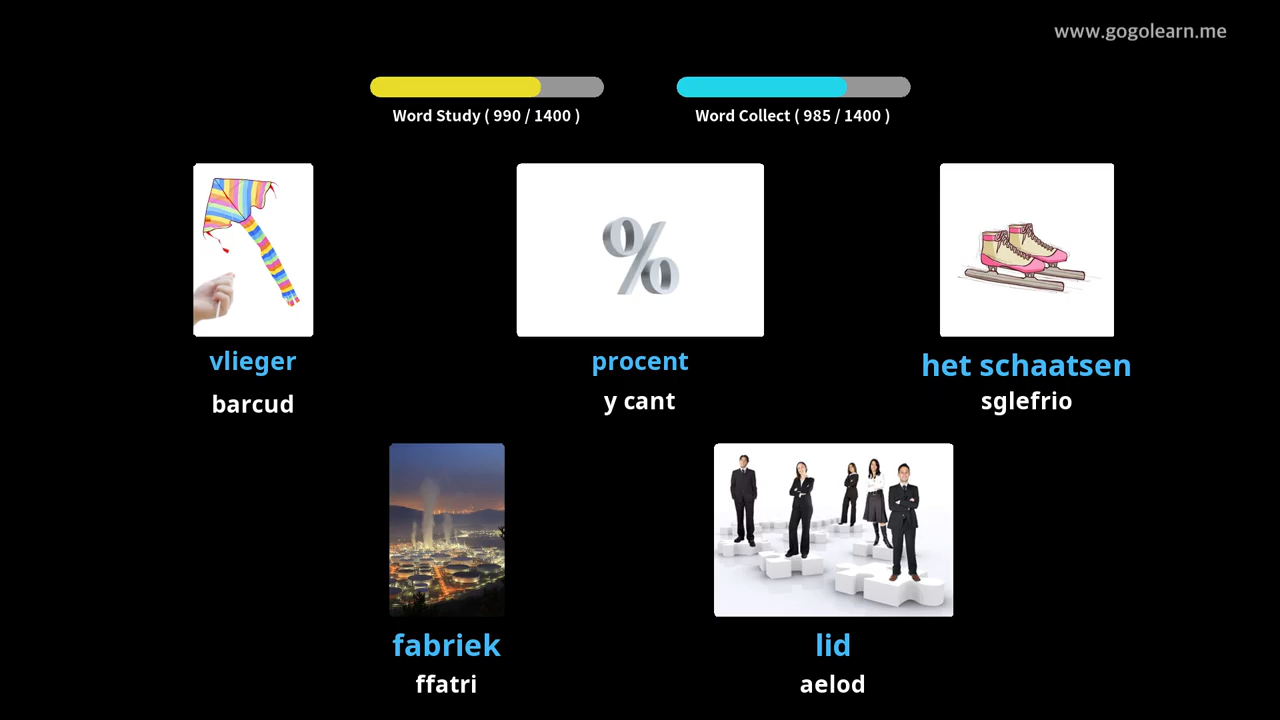 www.gogolearn.me
Word Study ( 990 / 1400 )
Word Collect ( 985 / 1400 )
%
vlieger
barcud
procent
y cant
het schaatsen
sglefrio
fabriek
ffatri
lid
aelod